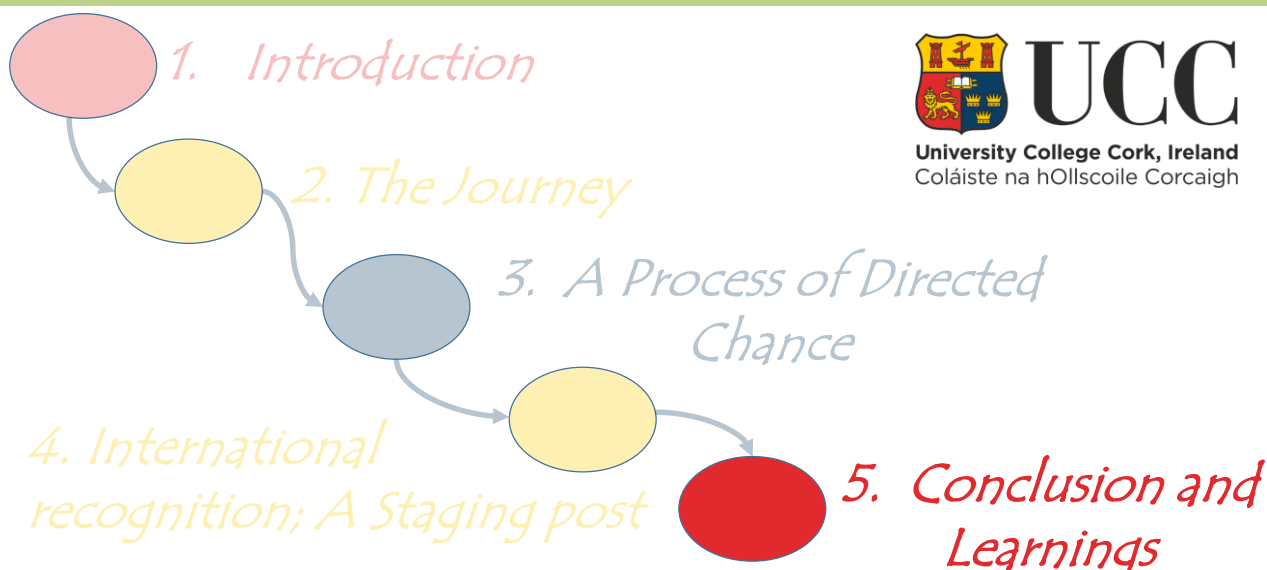 1. Introduction
UCC
University College Cork, Ireland
Coláiste na hOllscoile Corcaigh
2. The Journey
3. A Process of Directed
Chance
4. International
recognition; A Staging post
5. Conclusion and
Learnings